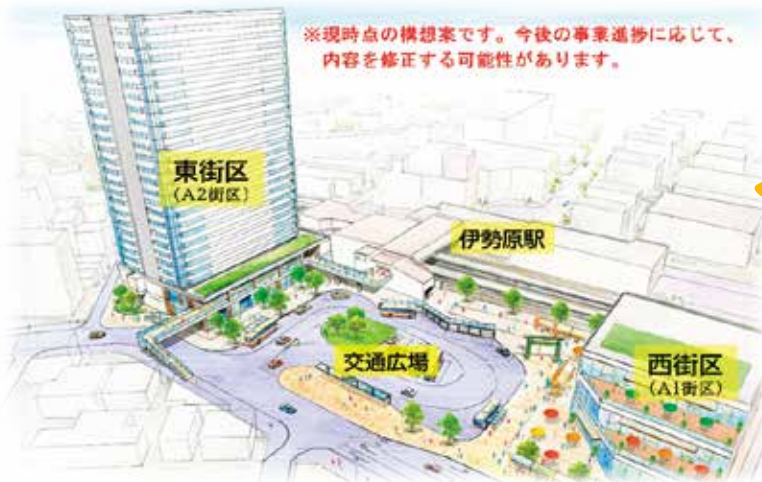 ※現時点の構想案です。今後の事業進捗に応じて、
内容を修正する可能性があります。
東街区
(A2街区)
伊勢原駅
交通広場
西街区
(A1街区)